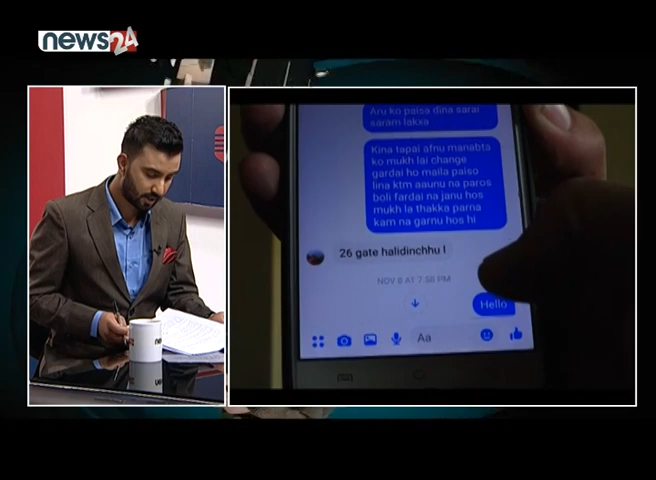 news24
Aru ko paisa dina sarai
saram lakxa
Kina tapai afnu manabta
ko mukh lai change
gardai ho maila paiso
lina ktm aaunu na paros
boli fardai na janu hos
mukh la thakka parna
kam na garnu hos hi
26 gate halidinchhu l
NOV 8 AT 7:58 PM
Hello
Aa